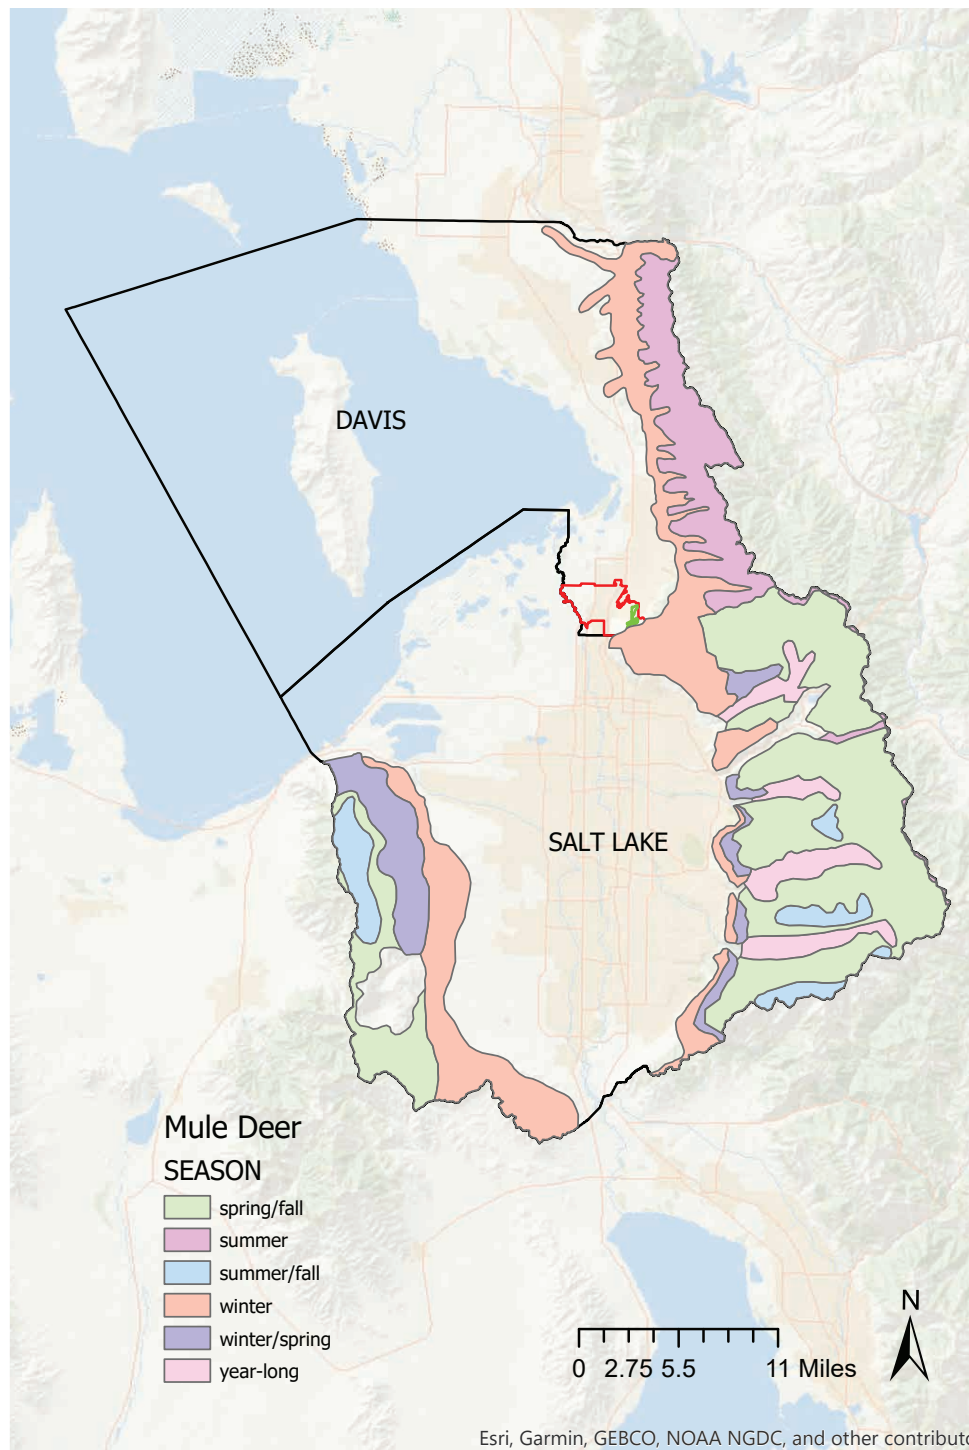 DAVIS
SALT LAKE
Mule Deer
SEASON
spring/fall
summer
summer/fall
winter
winter/spring
year-long
N
0 2.75 5.5 11 Miles
Esri, Garmin, GEBCO, NOAA NGDC, and other contributo